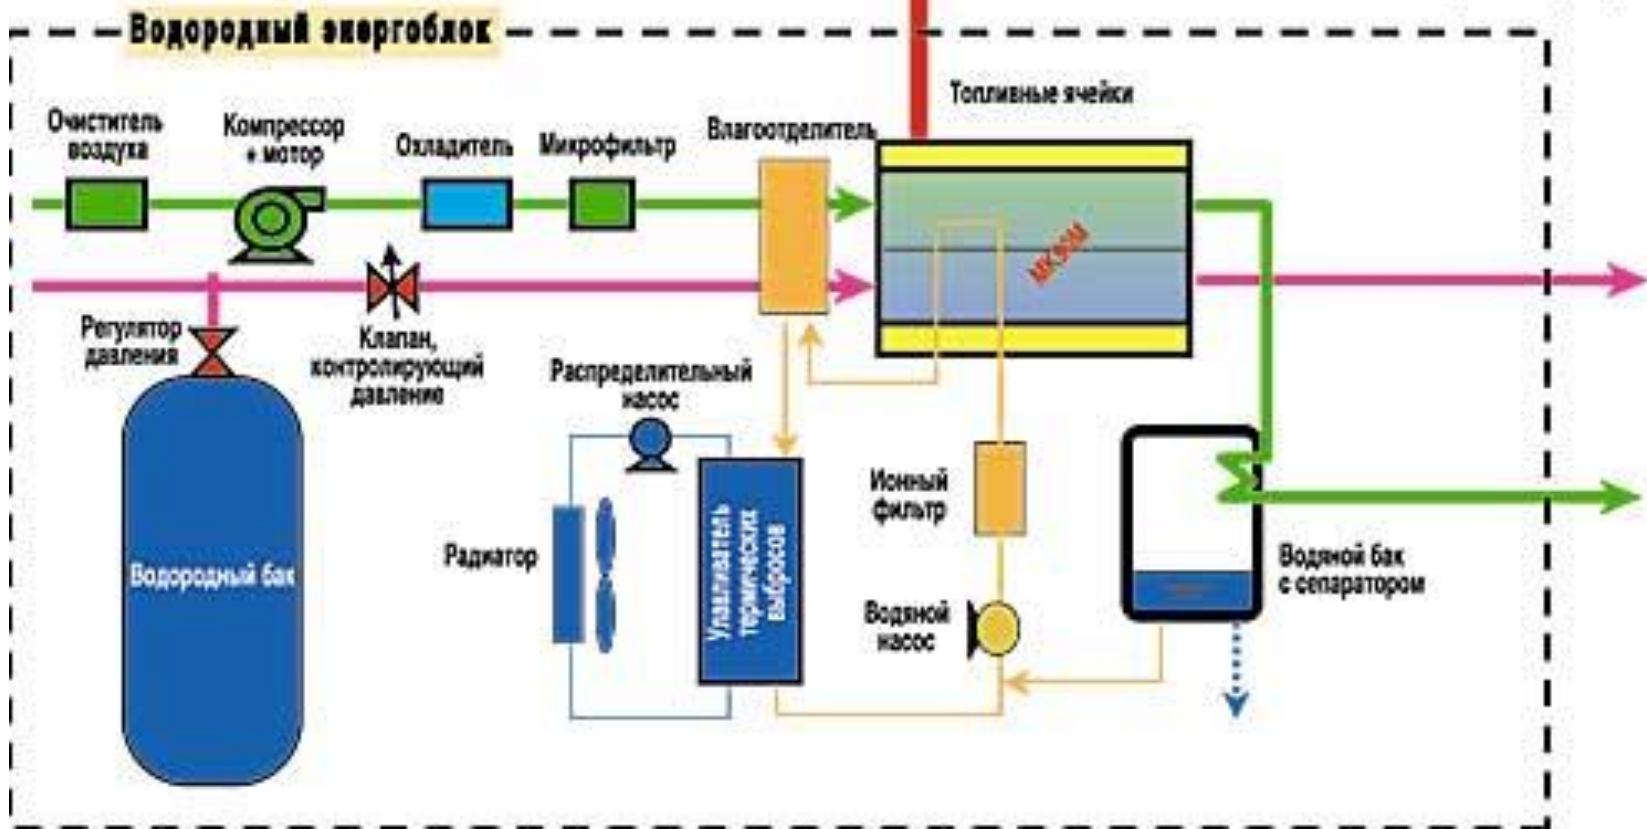 Водородный энергоблок
Топливные ячейки
Очиститель
воздуха
Компрессор
+ мотор
Охладитель
Микрофильтр
Влагоотделитель
Регулятор
давления
Клапан,
контролирующий
давление
Распределительный
насос
Водородный бак
Радиатор
Улавливатель
термических
выбросов
Ионный
фильтр
Водяной
насос
Водяной бак
с сепаратором